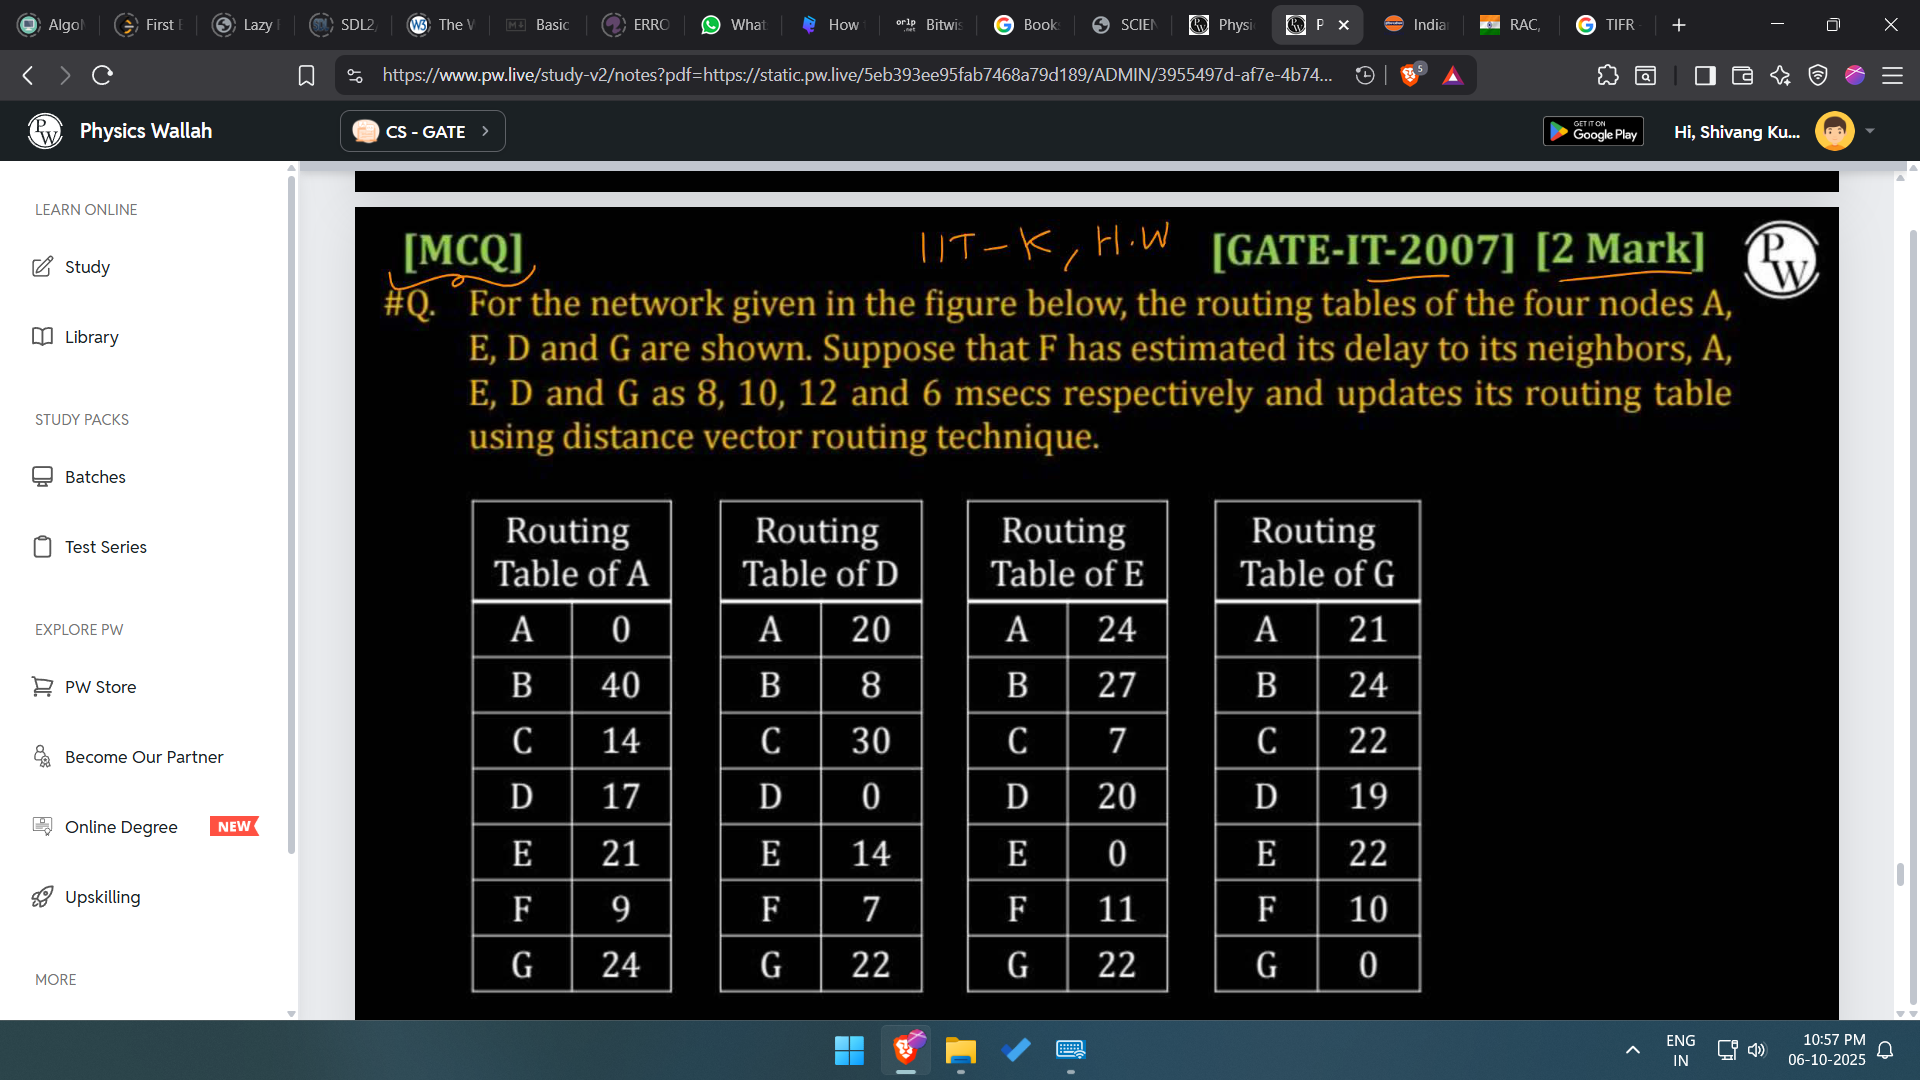 AlgoM
First E
Lazy P
SDL2,
The W
Basic
ERRO
What
How
Bitwis
Book
SCIEN
Physi
P
India
RAC,
TIFR
https://www.pw.live/study-v2/notes?pdf=https://static.pw.live/5eb393ee95fab7468a79d189/ADMIN/3955497d-af7e-4b74...
5
PW
Physics Wallah
CS - GATE
GET IT ON
Google Play
Hi, Shivang Ku...
LEARN ONLINE
Study
Library
STUDY PACKS
Batches
Test Series
EXPLORE PW
PW Store
Become Our Partner
Online Degree NEW
Upskilling
MORE
[MCQ] IIT-K, H.W [GATE-IT-2007] [2 Mark]
PW
#Q. For the network given in the figure below, the routing tables of the four nodes A,
E, D and G are shown. Suppose that F has estimated its delay to its neighbors, A,
E, D and G as 8, 10, 12 and 6 msecs respectively and updates its routing table
using distance vector routing technique.
Routing
Table of A
A 0
B 40
C 14
D 17
E 21
F 9
G 24
Routing
Table of D
A 20
B 8
C 30
D 0
E 14
F 7
G 22
Routing
Table of E
A 24
B 27
C 7
D 20
E 0
F 11
G 22
Routing
Table of G
A 21
B 24
C 22
D 19
E 22
F 10
G 0
ENG
IN
10:57 PM
06-10-2025